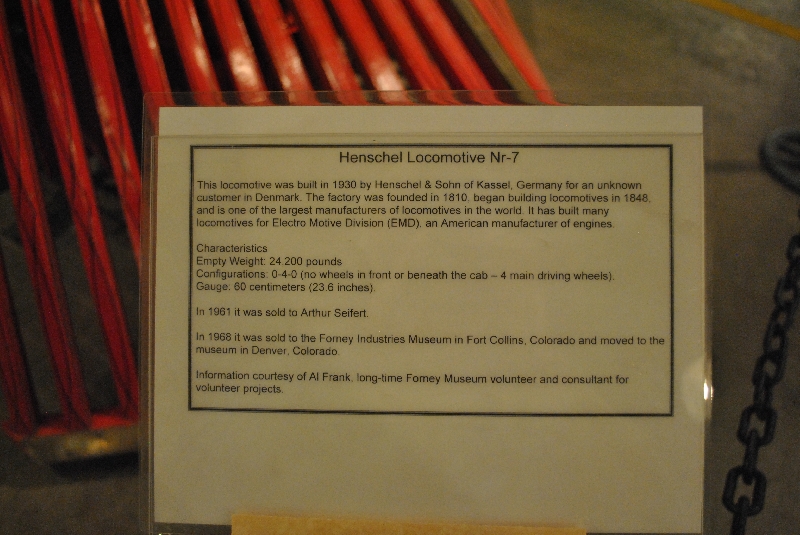 Henschel Locomotive Nr-7
This locomotive was built in 1930 by Henschel & Sohn of Kassel, Germany for an unknown
customer in Denmark. The factory was founded in 1810, began building locomotives in 1848,
and is one of the largest manufacturers of locomotives in the world. It has built many
locomotives for Electro Motive Division (EMD), an American manufacturer of engines.
Characteristics
Empty Weight: 24,200 pounds
Configurations: 0-4-0 (no wheels in front or beneath the cab – 4 main driving wheels).
Gauge: 60 centimeters (23.6 inches).
In 1961 it was sold to Arthur Seifert.
In 1968 it was sold to the Forney Industries Museum in Fort Collins, Colorado and moved to the
museum in Denver, Colorado.
Information courtesy of Al Frank, long-time Forney Museum volunteer and consultant for
volunteer projects.